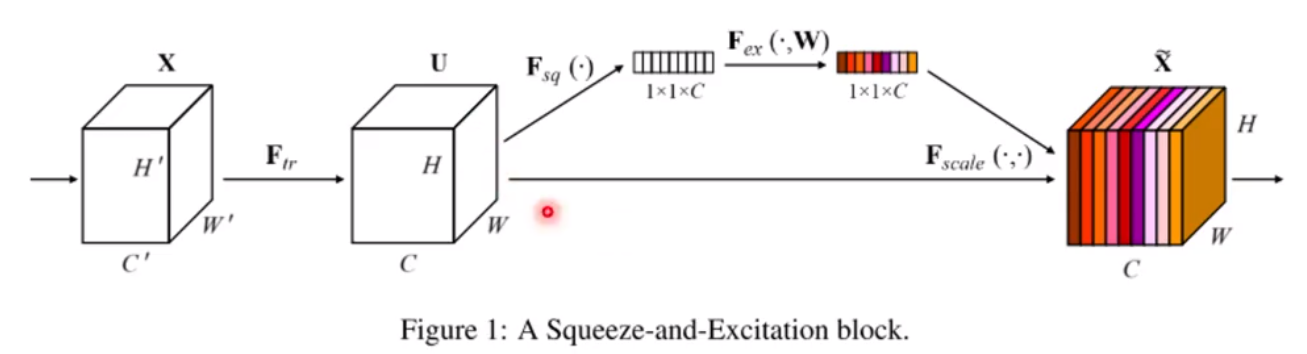 X
U
F_sq (·)
F_ex (·,W)
X̃
1×1×C
1×1×C
H'
F_tr
H
F_scale (·,·)
H
W'
W
W
C'
C
C
Figure 1: A Squeeze-and-Excitation block.